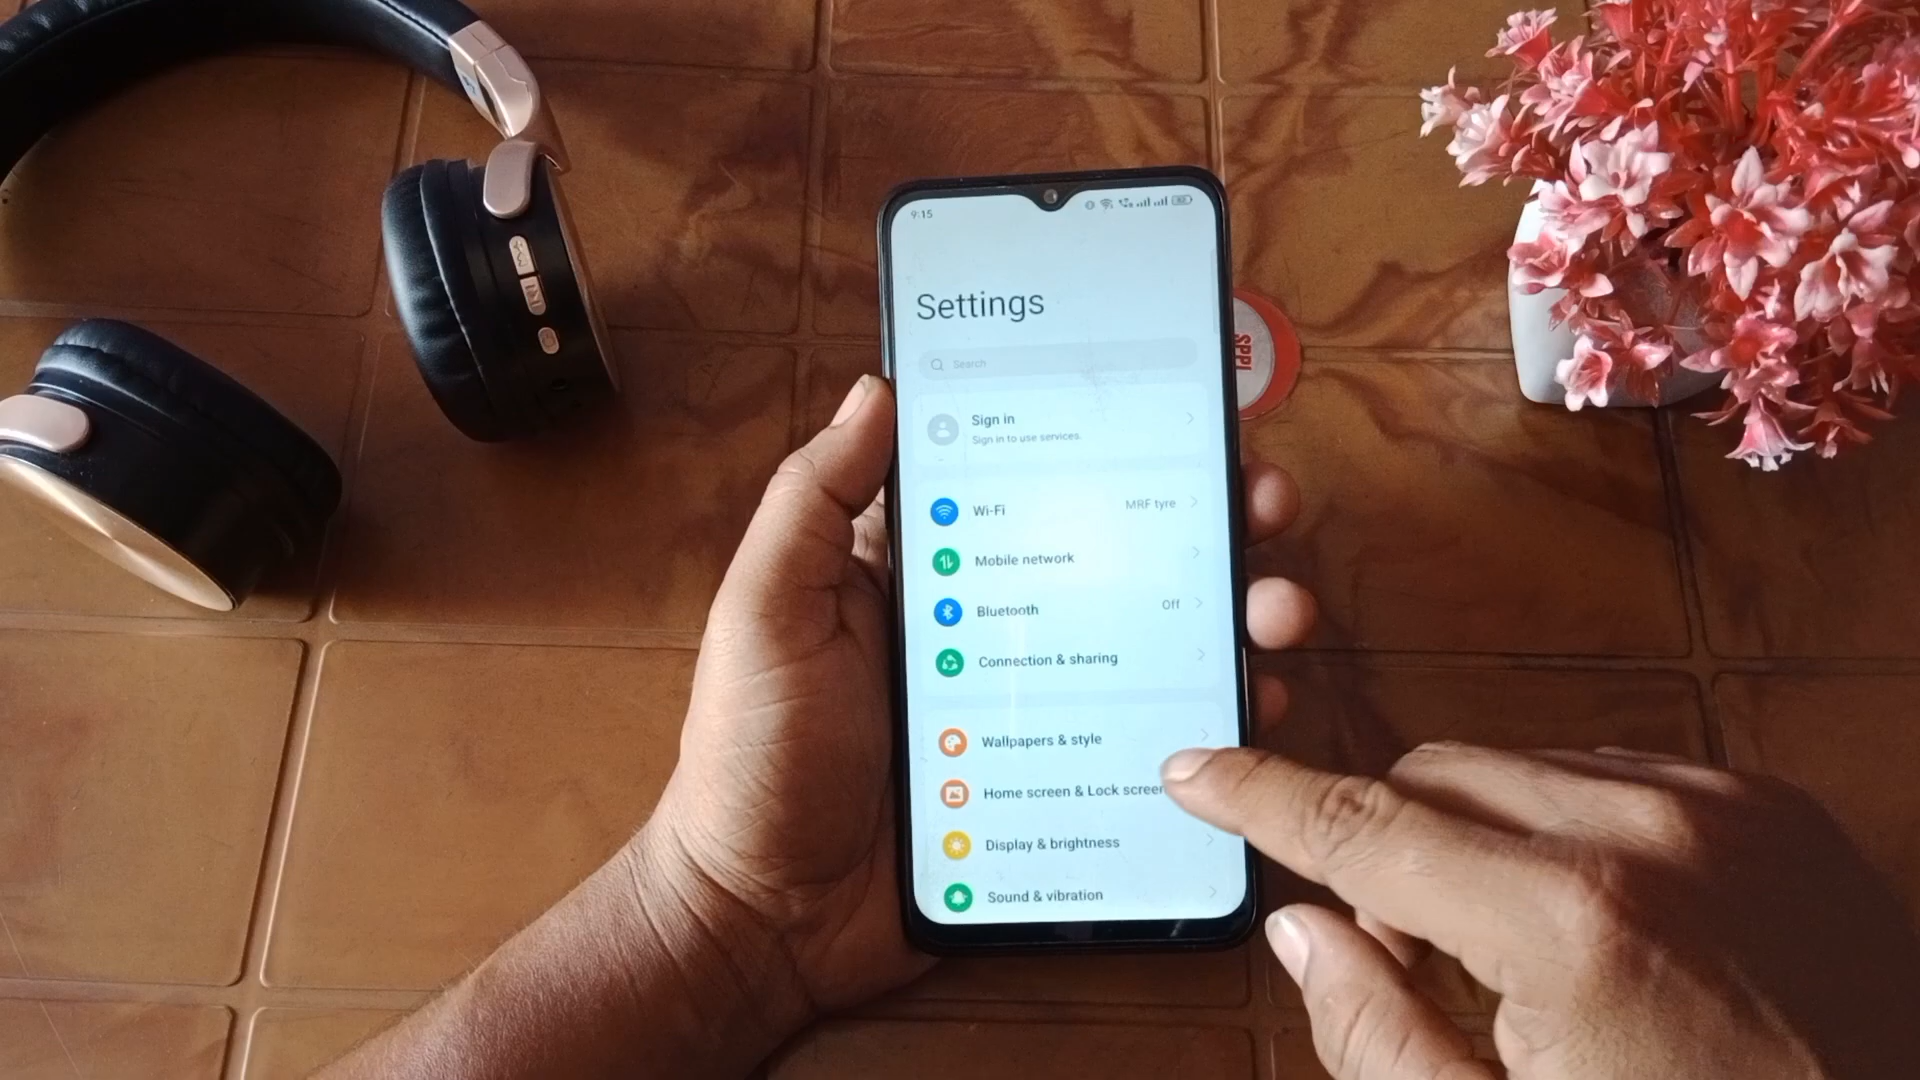 9:15
Settings
Search
Sign in
Sign in to use services.
Wi-Fi MRF tyre
Mobile network
Bluetooth Off
Connection & sharing
Wallpapers & style
Home screen & Lock screen
Display & brightness
Sound & vibration